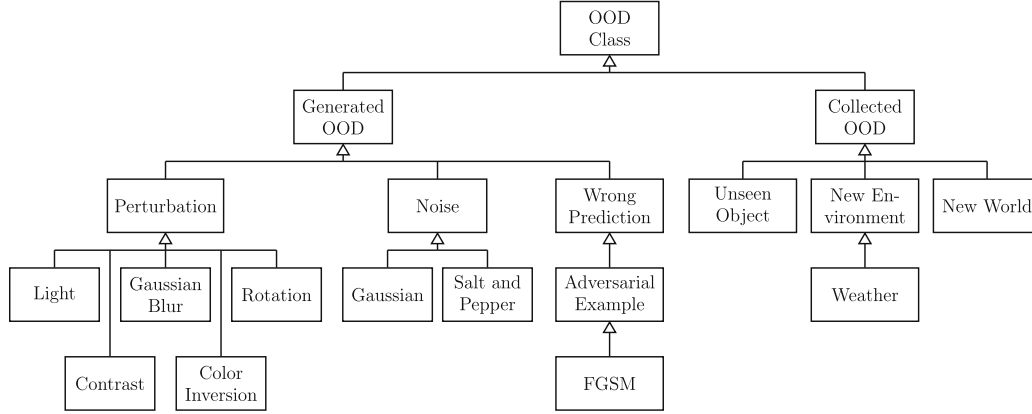 OOD
Class
Generated
OOD
Collected
OOD
Perturbation
Noise
Wrong
Prediction
Unseen
Object
New En-
vironment
New World
Light
Gaussian
Blur
Rotation
Gaussian
Salt and
Pepper
Adversarial
Example
Weather
Contrast
Color
Inversion
FGSM